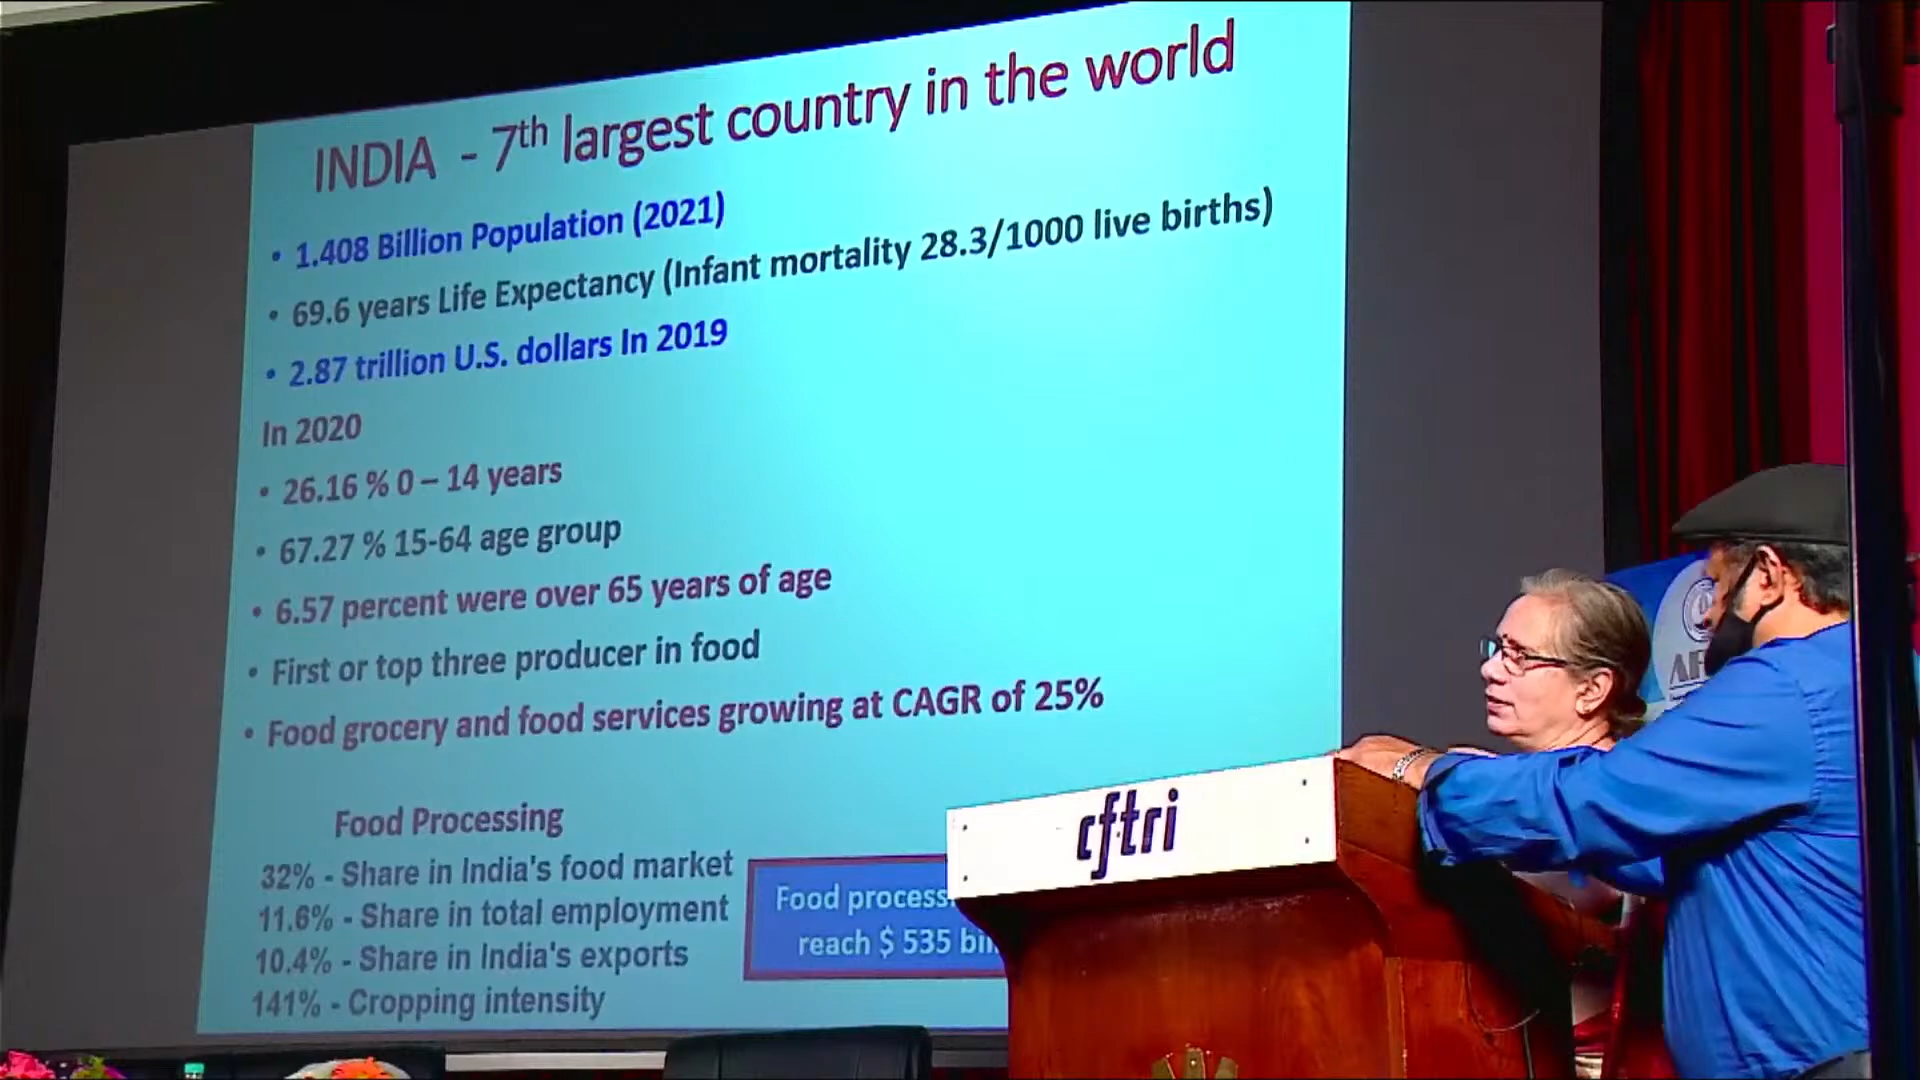 INDIA - 7th largest country in the world
• 1.408 Billion Population (2021)
• 69.6 years Life Expectancy (Infant mortality 28.3/1000 live births)
• 2.87 trillion U.S. dollars In 2019
In 2020
• 26.16 % 0 – 14 years
• 67.27 % 15-64 age group
• 6.57 percent were over 65 years of age
• First or top three producer in food
• Food grocery and food services growing at CAGR of 25%
Food Processing
32% - Share in India's food market
11.6% - Share in total employment
10.4% - Share in India's exports
141% - Cropping intensity
Food
reach $ 535
cftri